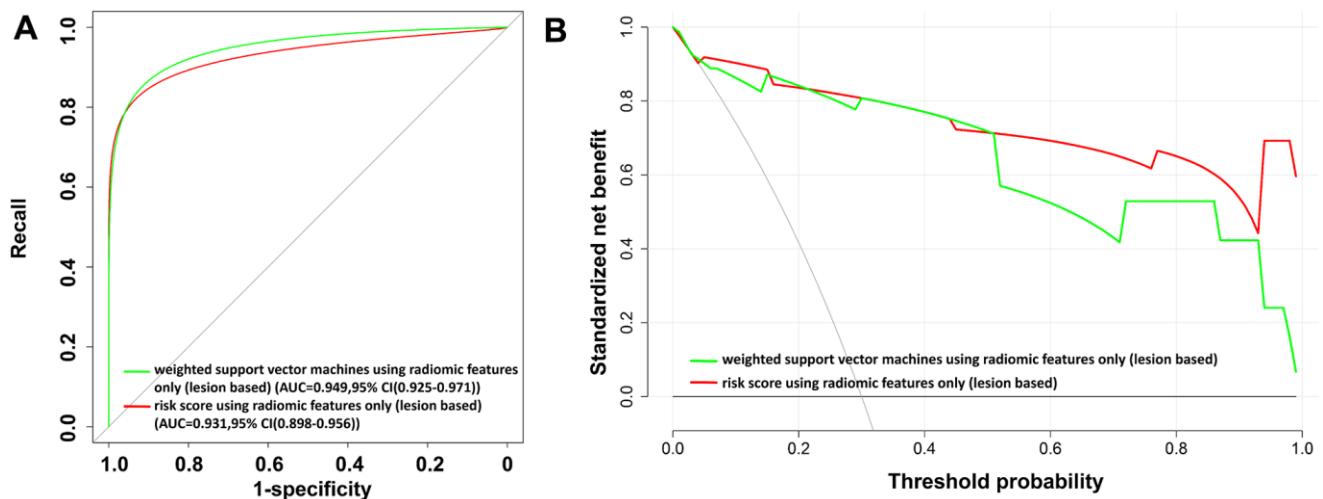 A
Recall
1.0
0.8
0.6
0.4
0.2
0.0
weighted support vector machines using radiomic features
only (lesion based) (AUC=0.949,95% CI(0.925-0.971))
risk score using radiomic features only (lesion based)
(AUC=0.931,95% CI(0.898-0.956))
1.0 0.8 0.6 0.4 0.2 0
1-specificity
B
Standardized net benefit
1.0
0.8
0.6
0.4
0.2
0.0
weighted support vector machines using radiomic features only (lesion based)
risk score using radiomic features only (lesion based)
0.0 0.2 0.4 0.6 0.8 1.0
Threshold probability